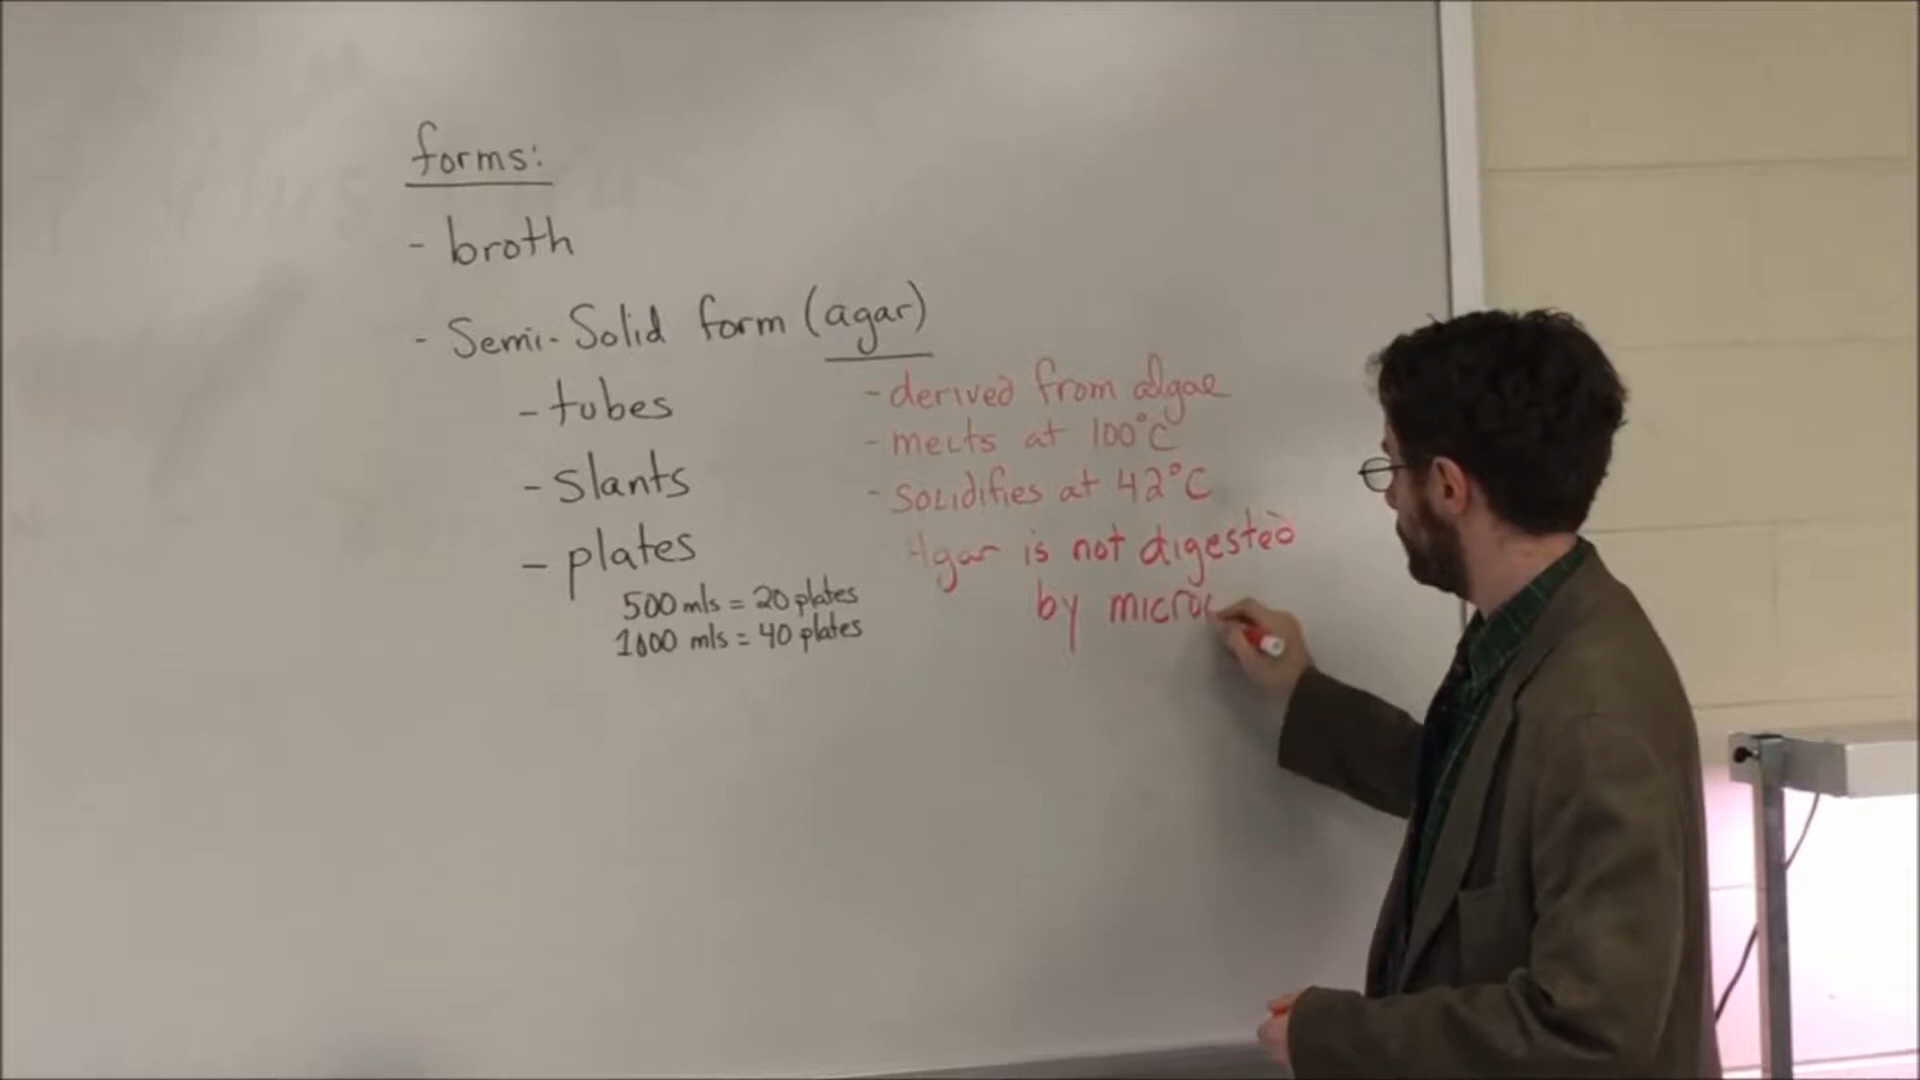 forms:
- broth
- Semi-Solid form (agar)
- tubes
- slants
- plates
500 mls = 20 plates
1000 mls = 40 plates
- derived from algae
- melts at 100°C
- Solidifies at 42°C
Agar is not digested
by micro